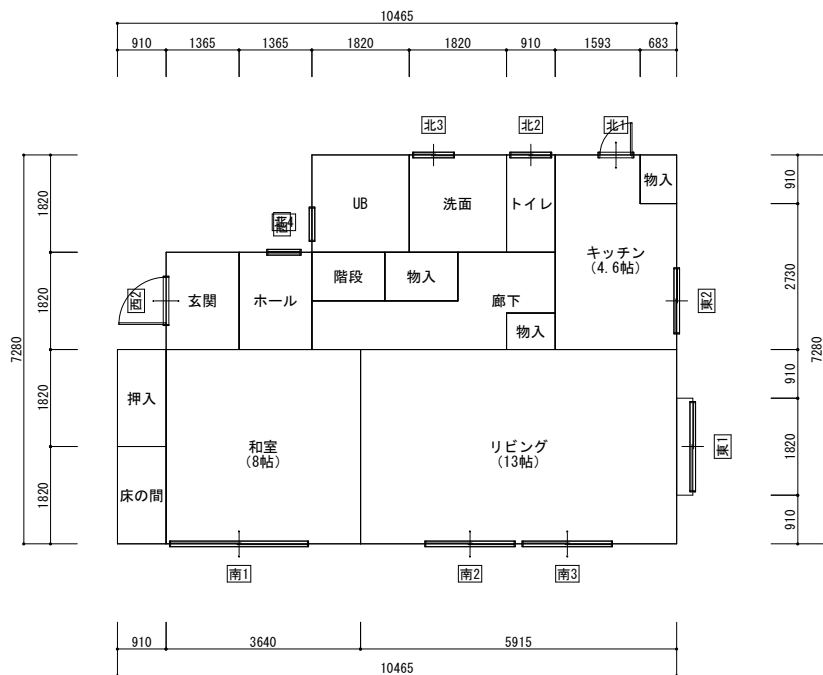 10465
910
1365
1365
1820
1820
910
1593
683
北3
北2
北1
物入
UB
洗面
トイレ
北4
キッチン
(4.6帖)
階段
物入
西2
玄関
ホール
廊下
東2
物入
1820
1820
1820
1820
7280
910
2730
910
1820
910
7280
押入
和室
(8帖)
リビング
(13帖)
東1
床の間
南1
南2
南3
910
3640
5915
10465